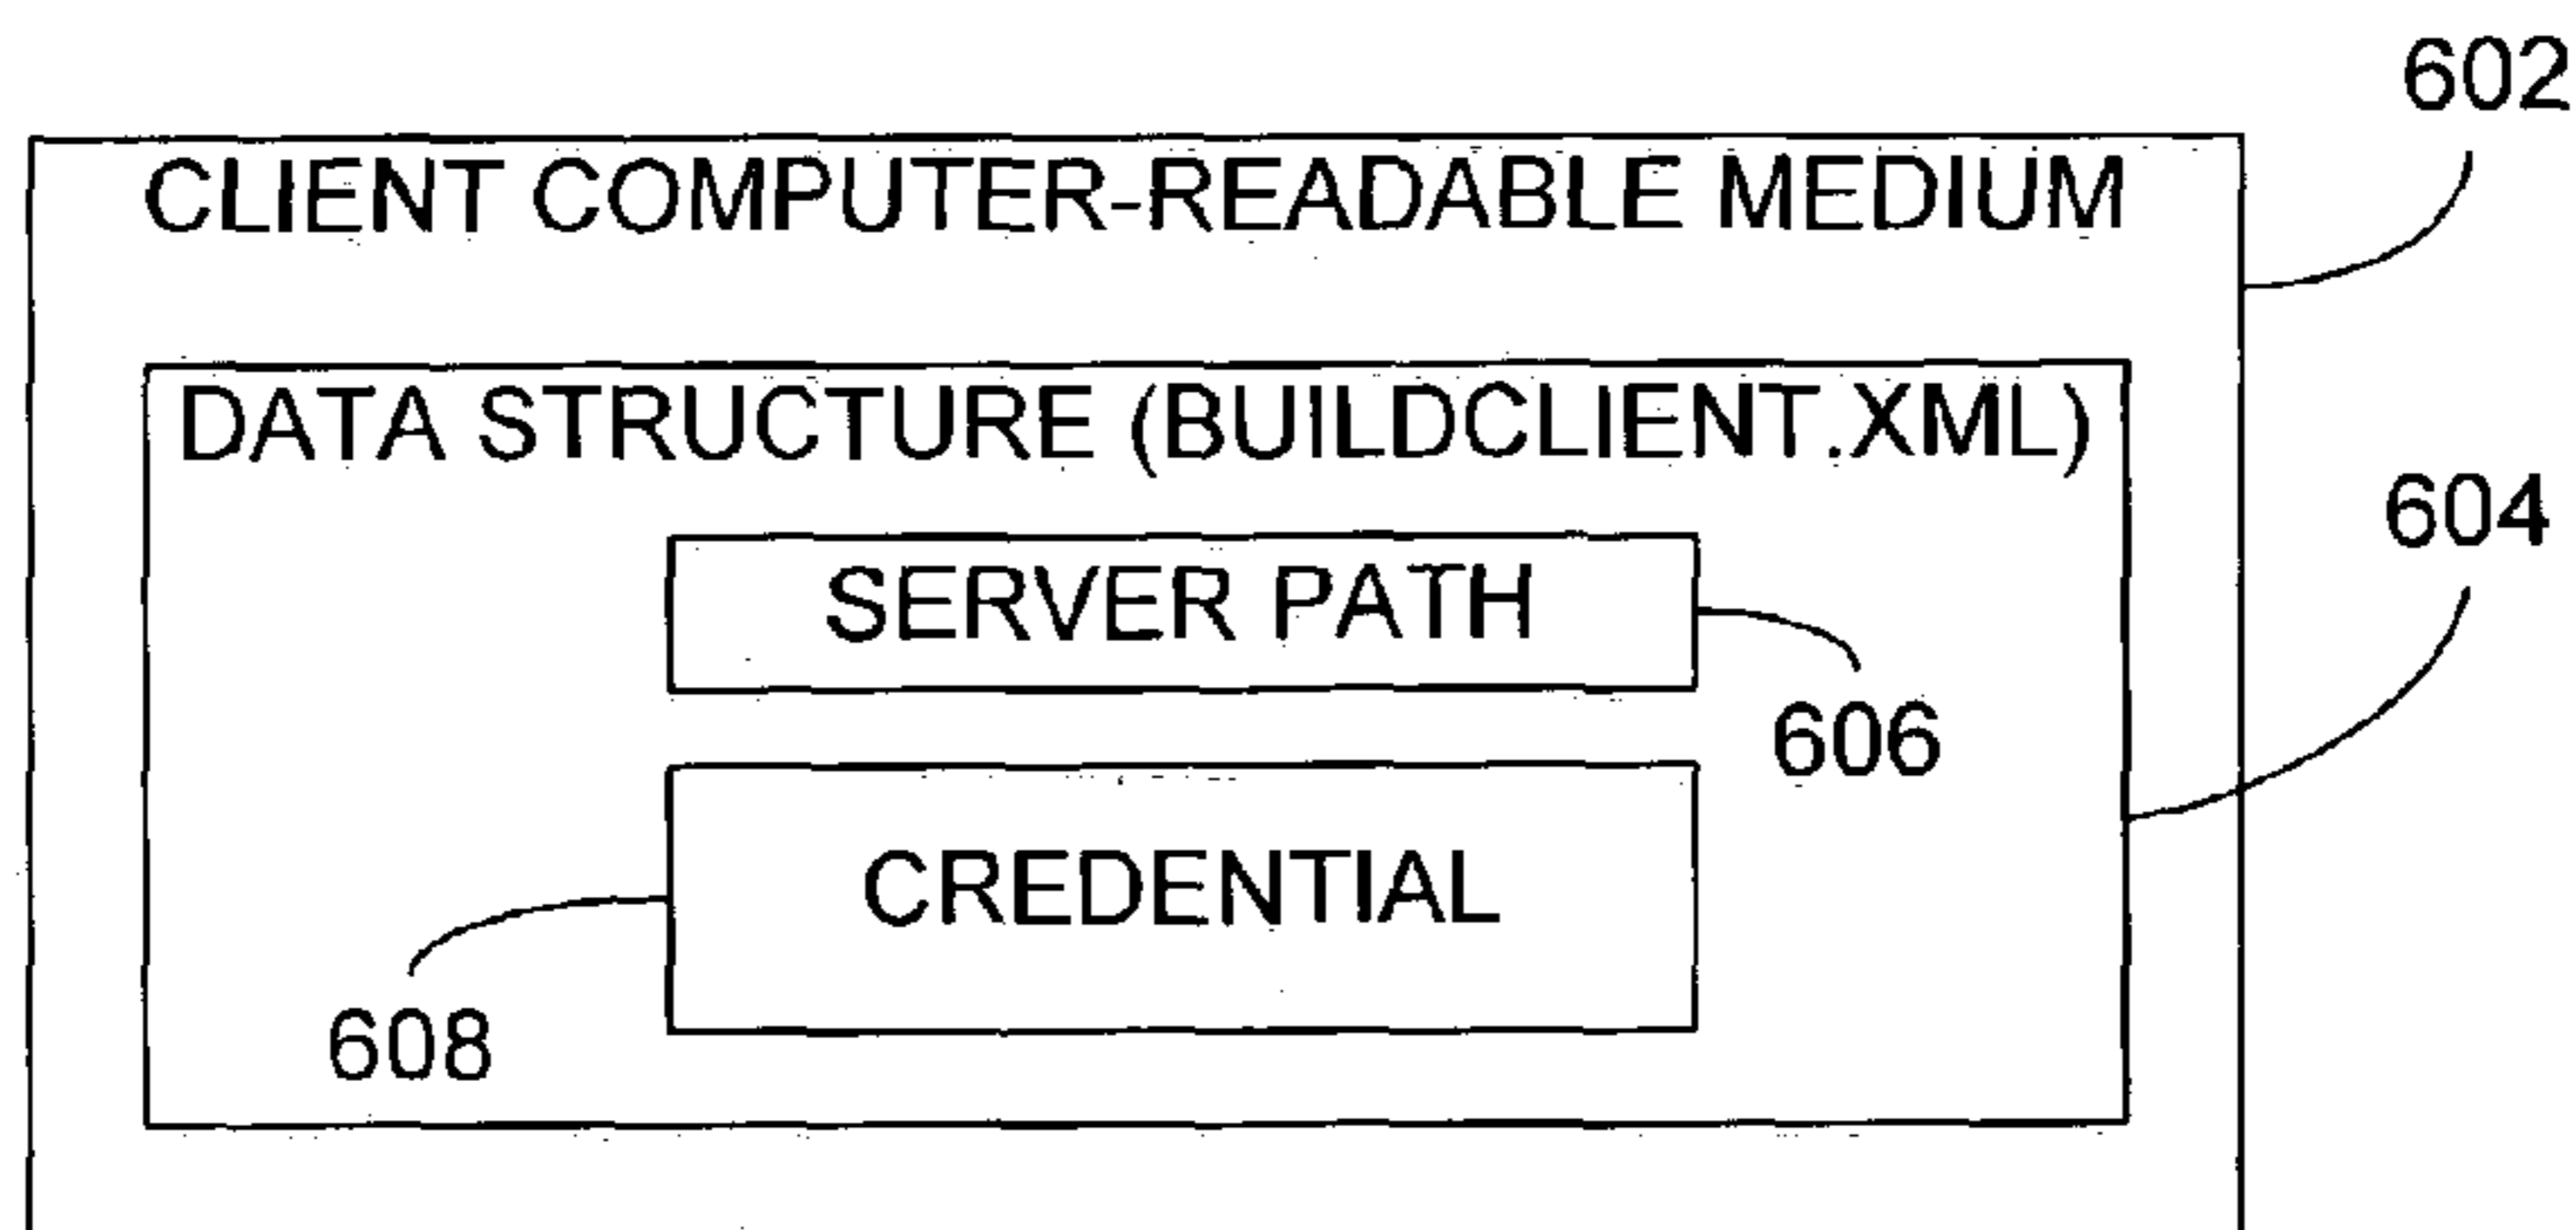 602
CLIENT COMPUTER-READABLE MEDIUM
DATA STRUCTURE (BUILDCLIENT.XML)
604
SERVER PATH
606
CREDENTIAL
608